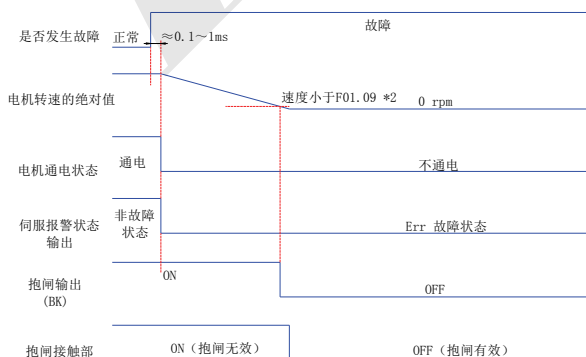 是否发生故障
正常
≈0.1～1ms
故障
电机转速的绝对值
速度小于F01.09 *2
0 rpm
电机通电状态
通电
不通电
伺服报警状态
输出
非故障
状态
Err 故障状态
抱闸输出
(BK)
ON
OFF
抱闸接触部
ON（抱闸无效）
OFF（抱闸有效）